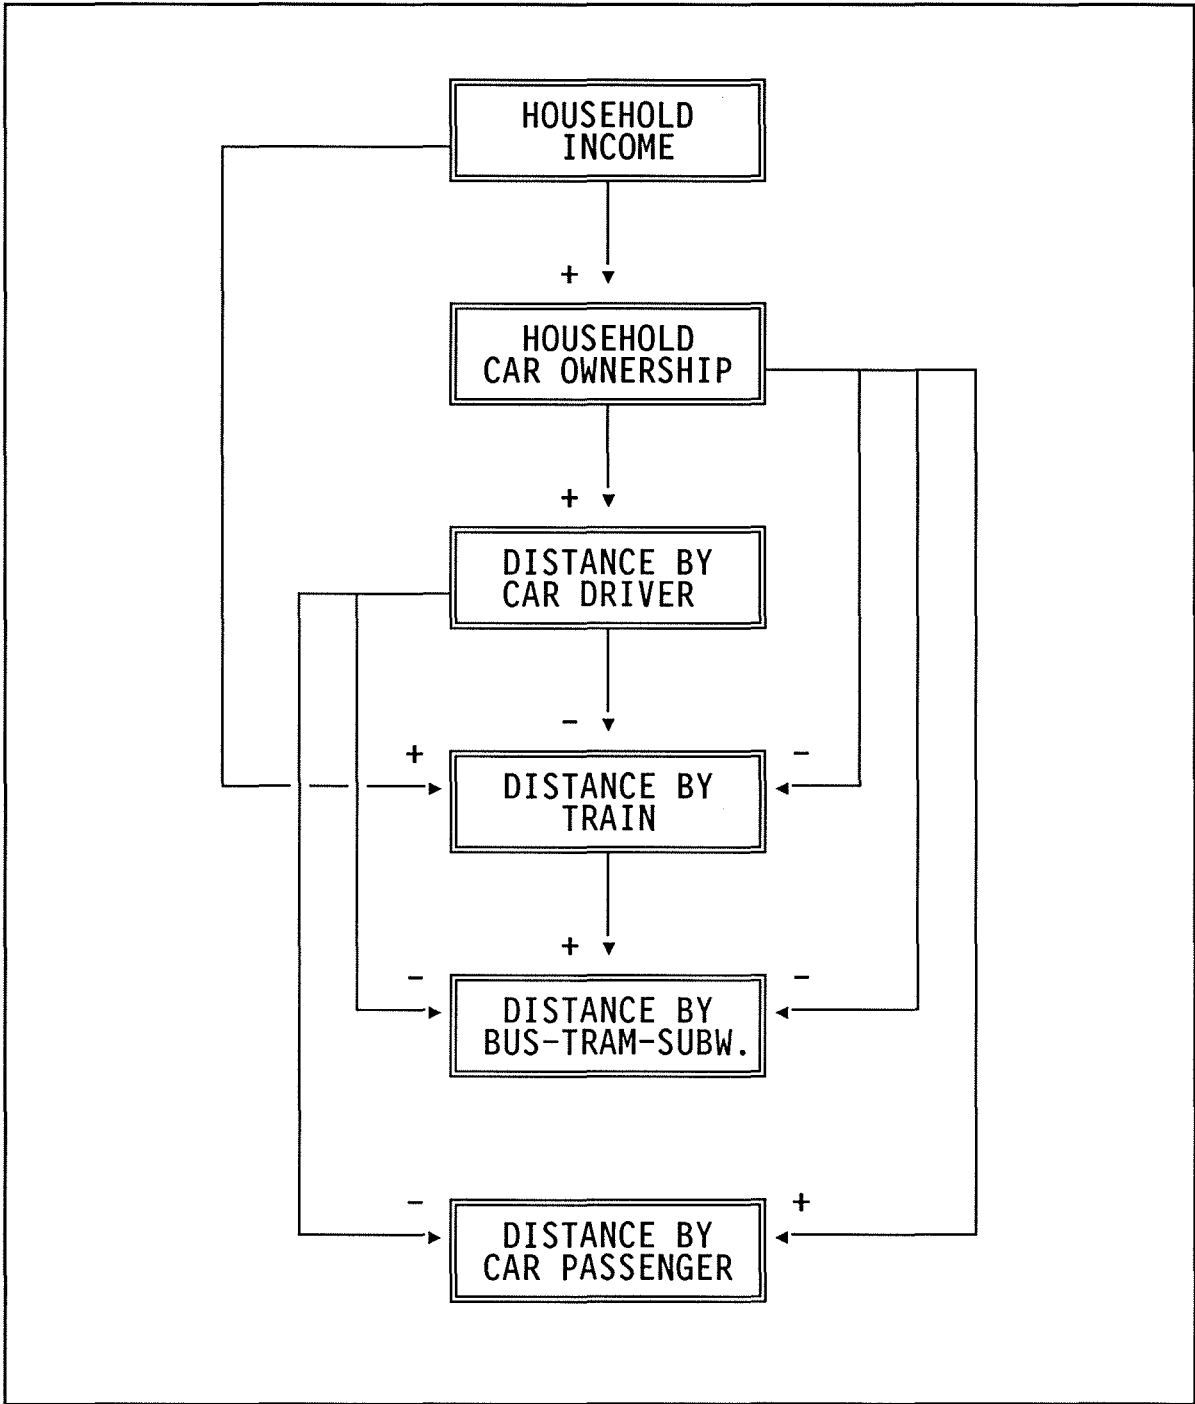 HOUSEHOLD
INCOME
+
HOUSEHOLD
CAR OWNERSHIP
+
DISTANCE BY
CAR DRIVER
-
+
-
DISTANCE BY
TRAIN
+
-
-
DISTANCE BY
BUS-TRAM-SUBW.
-
+
DISTANCE BY
CAR PASSENGER